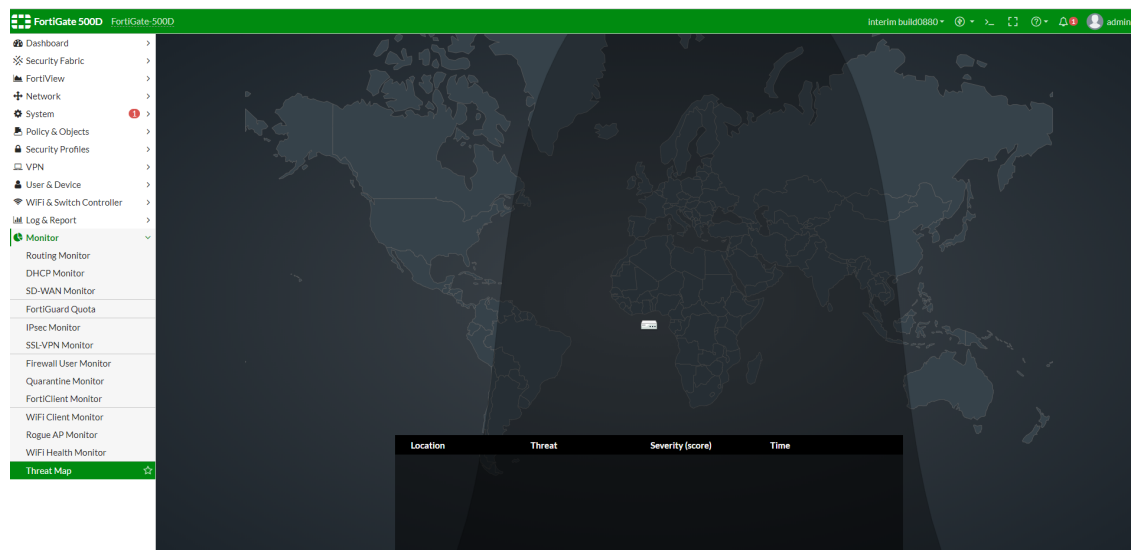 FortiGate 500D FortiGate-500D interim build0880 >_ 1 admin
Dashboard
Security Fabric
FortiView
Network
System 1
Policy & Objects
Security Profiles
VPN
User & Device
WiFi & Switch Controller
Log & Report
Monitor
Routing Monitor
DHCP Monitor
SD-WAN Monitor
FortiGuard Quota
IPsec Monitor
SSL-VPN Monitor
Firewall User Monitor
Quarantine Monitor
FortiClient Monitor
WiFi Client Monitor
Rogue AP Monitor
WiFi Health Monitor
Threat Map
Location Threat Severity (score) Time